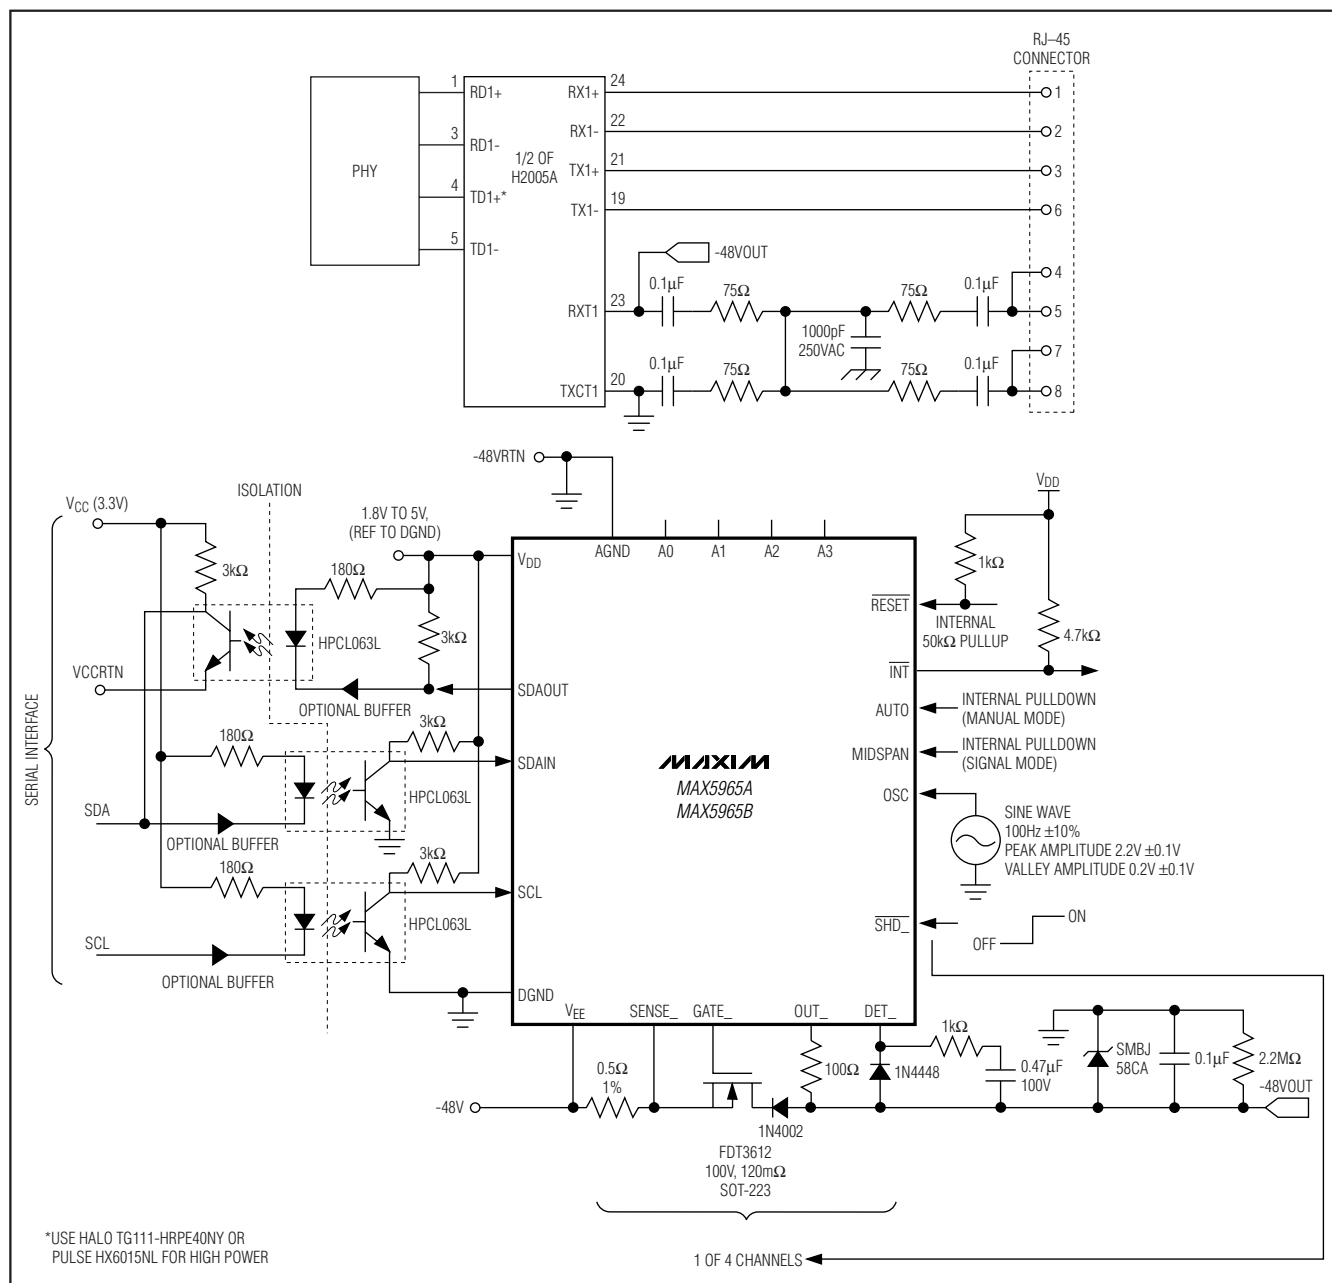 RJ–45
CONNECTOR
PHY
1
3
4
5
RD1+
RD1-
TD1+*
TD1-
1/2 OF
H2005A
RX1+
RX1-
TX1+
TX1-
RXT1
TXCT1
24
22
21
19
23
20
-48VOUT
0.1µF
75Ω
75Ω
0.1µF
1000pF
250VAC
0.1µF
75Ω
75Ω
0.1µF
1
2
3
6
4
5
7
8
-48VRTN
ISOLATION
VCC (3.3V)
1.8V TO 5V,
(REF TO DGND)
3kΩ
180Ω
HPCL063L
3kΩ
VCCRTN
OPTIONAL BUFFER
SERIAL INTERFACE
180Ω
3kΩ
HPCL063L
SDA
OPTIONAL BUFFER
180Ω
3kΩ
HPCL063L
SCL
OPTIONAL BUFFER
VDD
AGND
A0
A1
A2
A3
SDAOUT
SDAIN
SCL
DGND
MAXIM
MAX5965A
MAX5965B
RESET
INT
AUTO
MIDSPAN
OSC
SHD_
VEE
SENSE_
GATE_
OUT_
DET_
VDD
1kΩ
INTERNAL
50kΩ PULLUP
4.7kΩ
INTERNAL PULLDOWN
(MANUAL MODE)
INTERNAL PULLDOWN
(SIGNAL MODE)
SINE WAVE
100Hz ±10%
PEAK AMPLITUDE 2.2V ±0.1V
VALLEY AMPLITUDE 0.2V ±0.1V
OFF
ON
-48V
0.5Ω
1%
1N4002
FDT3612
100V, 120mΩ
SOT-223
100Ω
1N4448
1kΩ
0.47µF
100V
SMBJ
58CA
0.1µF
2.2MΩ
-48VOUT
*USE HALO TG111-HRPE40NY OR
PULSE HX6015NL FOR HIGH POWER
1 OF 4 CHANNELS